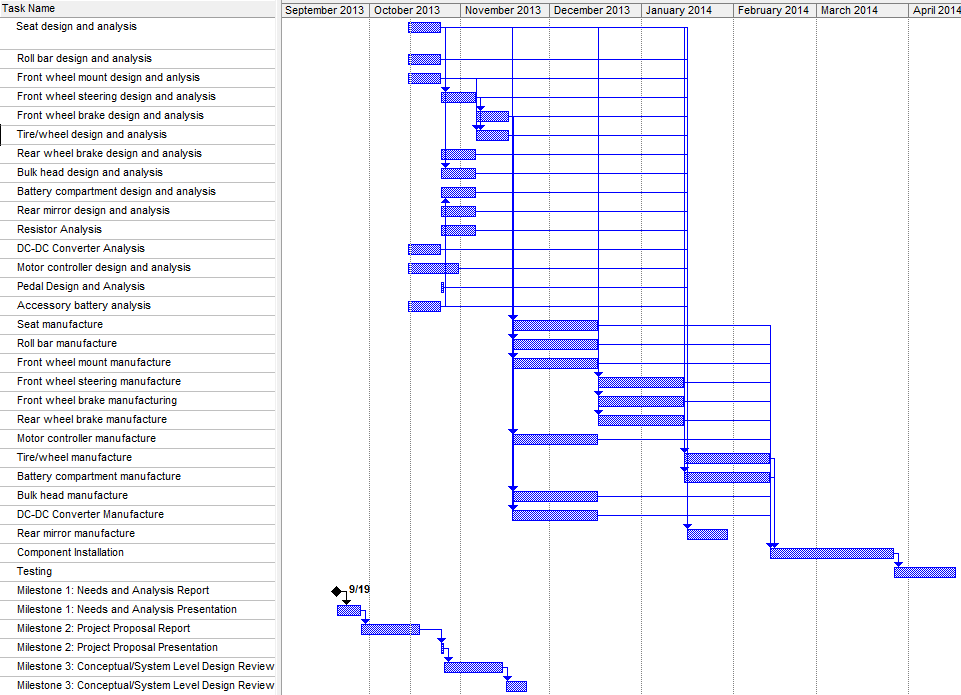 Task Name
September 2013 October 2013 November 2013 December 2013 January 2014 February 2014 March 2014 April 2014
Seat design and analysis
Roll bar design and analysis
Front wheel mount design and anlysis
Front wheel steering design and analysis
Front wheel brake design and analysis
Tire/wheel design and analysis
Rear wheel brake design and analysis
Bulk head design and analysis
Battery compartment design and analysis
Rear mirror design and analysis
Resistor Analysis
DC-DC Converter Analysis
Motor controller design and analysis
Pedal Design and Analysis
Accessory battery analysis
Seat manufacture
Roll bar manufacture
Front wheel mount manufacture
Front wheel steering manufacture
Front wheel brake manufacturing
Rear wheel brake manufacture
Motor controller manufacture
Tire/wheel manufacture
Battery compartment manufacture
Bulk head manufacture
DC-DC Converter Manufacture
Rear mirror manufacture
Component Installation
Testing
Milestone 1: Needs and Analysis Report 9/19
Milestone 1: Needs and Analysis Presentation
Milestone 2: Project Proposal Report
Milestone 2: Project Proposal Presentation
Milestone 3: Conceptual/System Level Design Review
Milestone 3: Conceptual/System Level Design Review